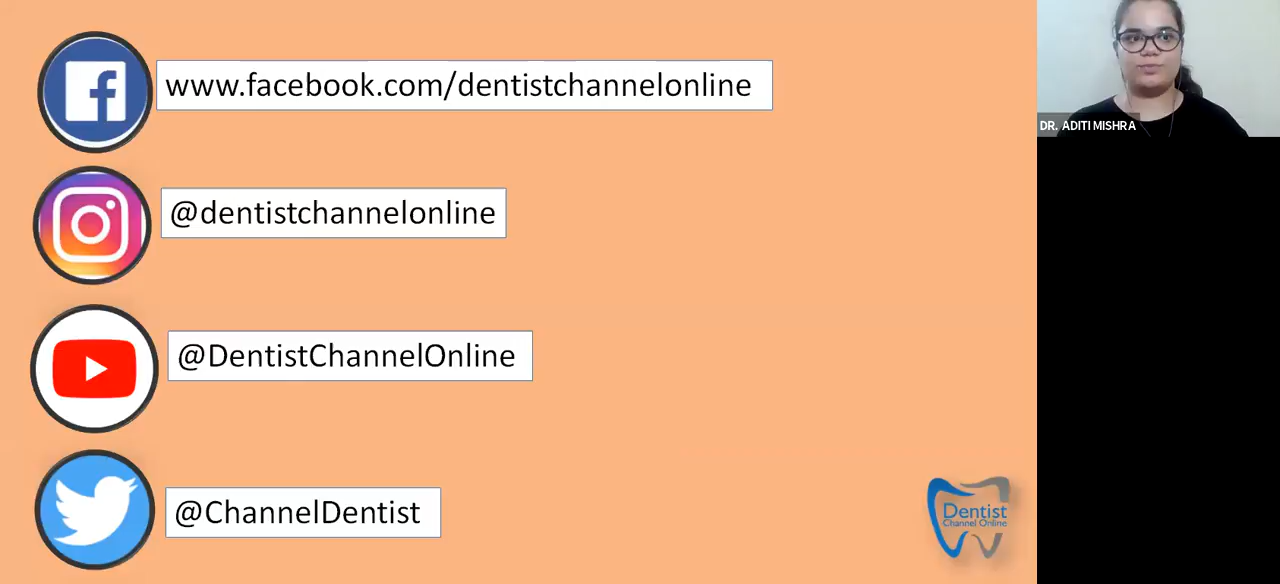 www.facebook.com/dentistchannelonline
DR. ADITI MISHRA
@dentistchannelonline
@DentistChannelOnline
@ChannelDentist
Dentist
Channel Online